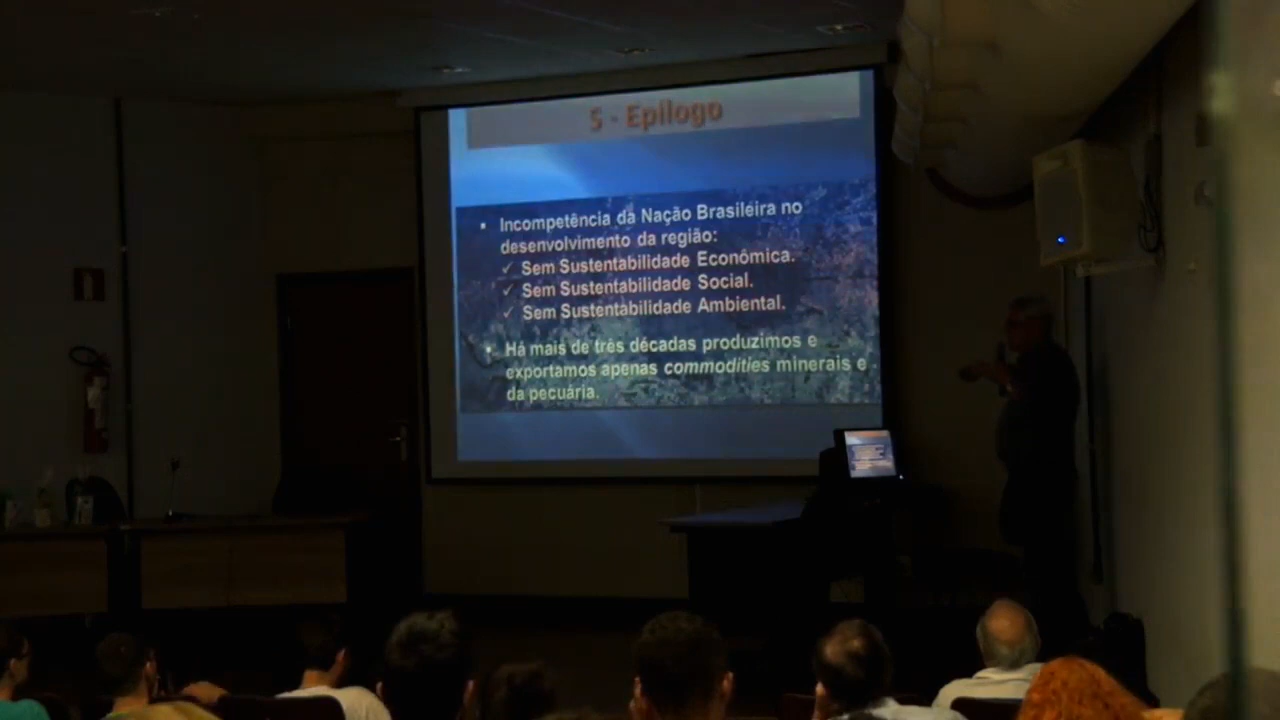 5 - Epílogo
▪ Incompetência da Nação Brasileira no
desenvolvimento da região:
✓ Sem Sustentabilidade Econômica.
✓ Sem Sustentabilidade Social.
✓ Sem Sustentabilidade Ambiental.
▪ Há mais de três décadas produzimos e
exportamos apenas commodities minerais e
da pecuária.